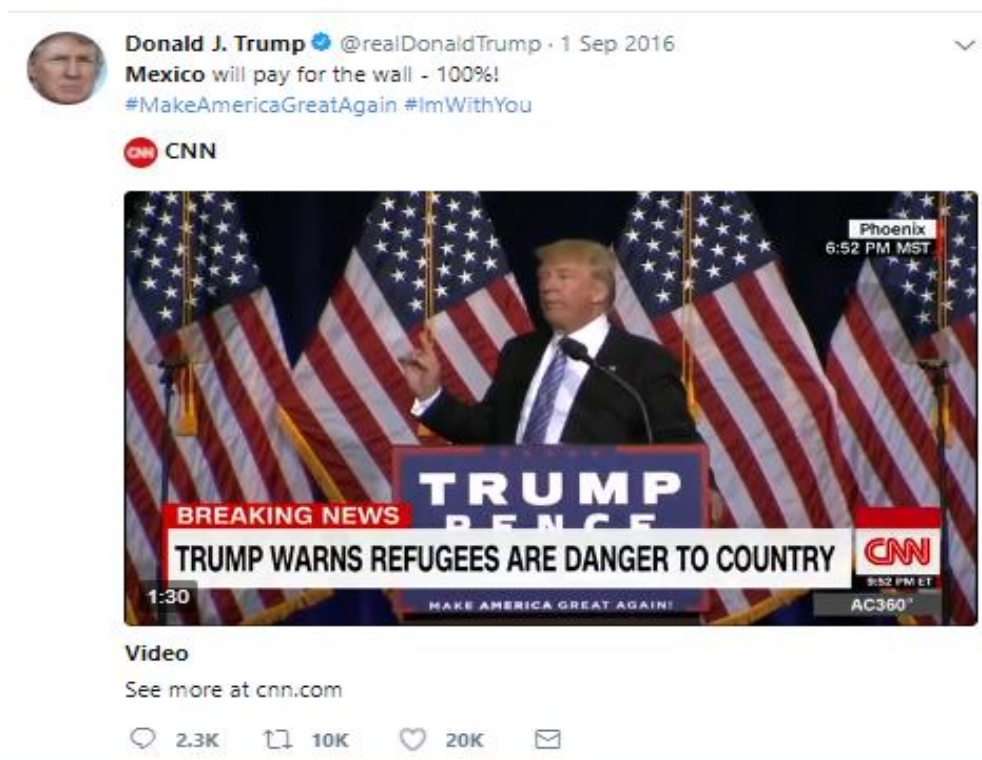 Donald J. Trump @realDonaldTrump · 1 Sep 2016
Mexico will pay for the wall - 100%!
#MakeAmericaGreatAgain #ImWithYou
CNN CNN
Phoenix
6:52 PM MST
TRUMP
PENCE
BREAKING NEWS
TRUMP WARNS REFUGEES ARE DANGER TO COUNTRY
CNN
9:52 PM ET
1:30
MAKE AMERICA GREAT AGAIN!
AC360°
Video
See more at cnn.com
2.3K 10K 20K